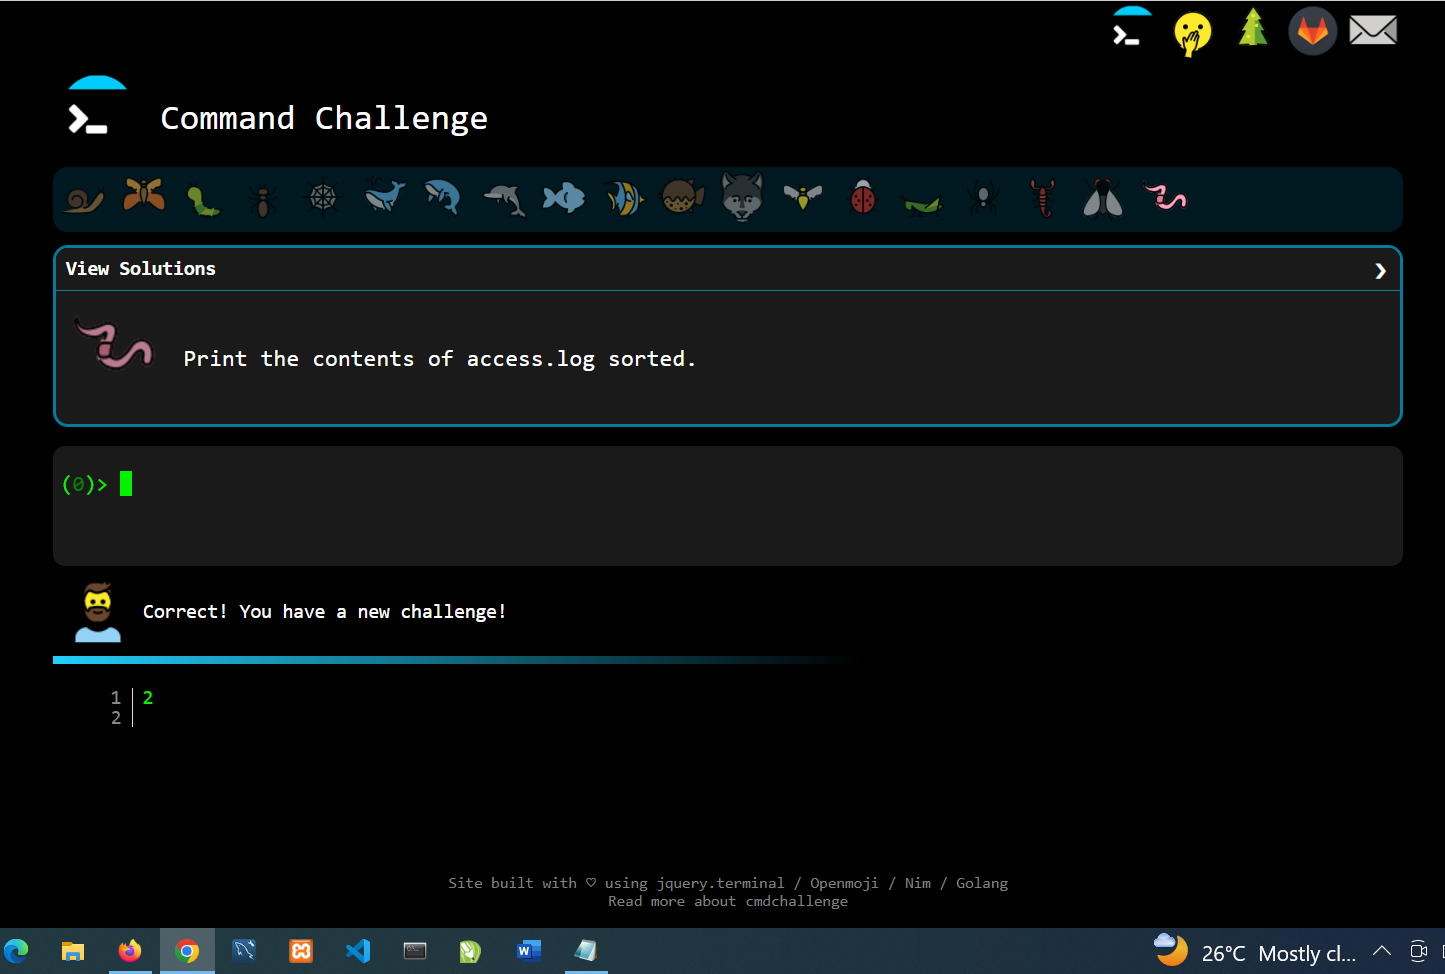 Command Challenge
View Solutions
Print the contents of access.log sorted.
(0)>
Correct! You have a new challenge!
1 2
2
Site built with ♡ using jquery.terminal / Openmoji / Nim / Golang
Read more about cmdchallenge
26°C Mostly cl...